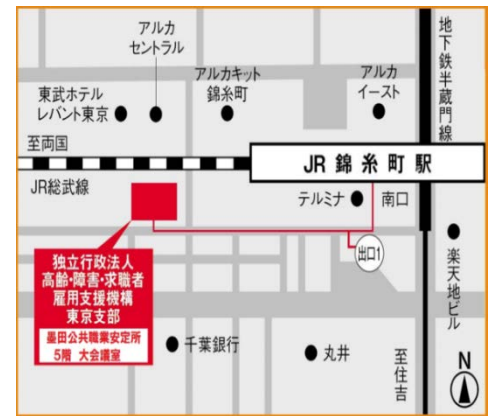 アルカ
セントラル
東武ホテル
レバント東京
アルカキット
錦糸町
アルカ
イースト
地下鉄半蔵門線
至両国
JR錦糸町駅
JR総武線
テルミナ
南口
出口1
独立行政法人
高齢・障害・求職者
雇用支援機構
東京支部
墨田公共職業安定所
5階 大会議室
楽天地ビル
千葉銀行
丸井
至住吉
N